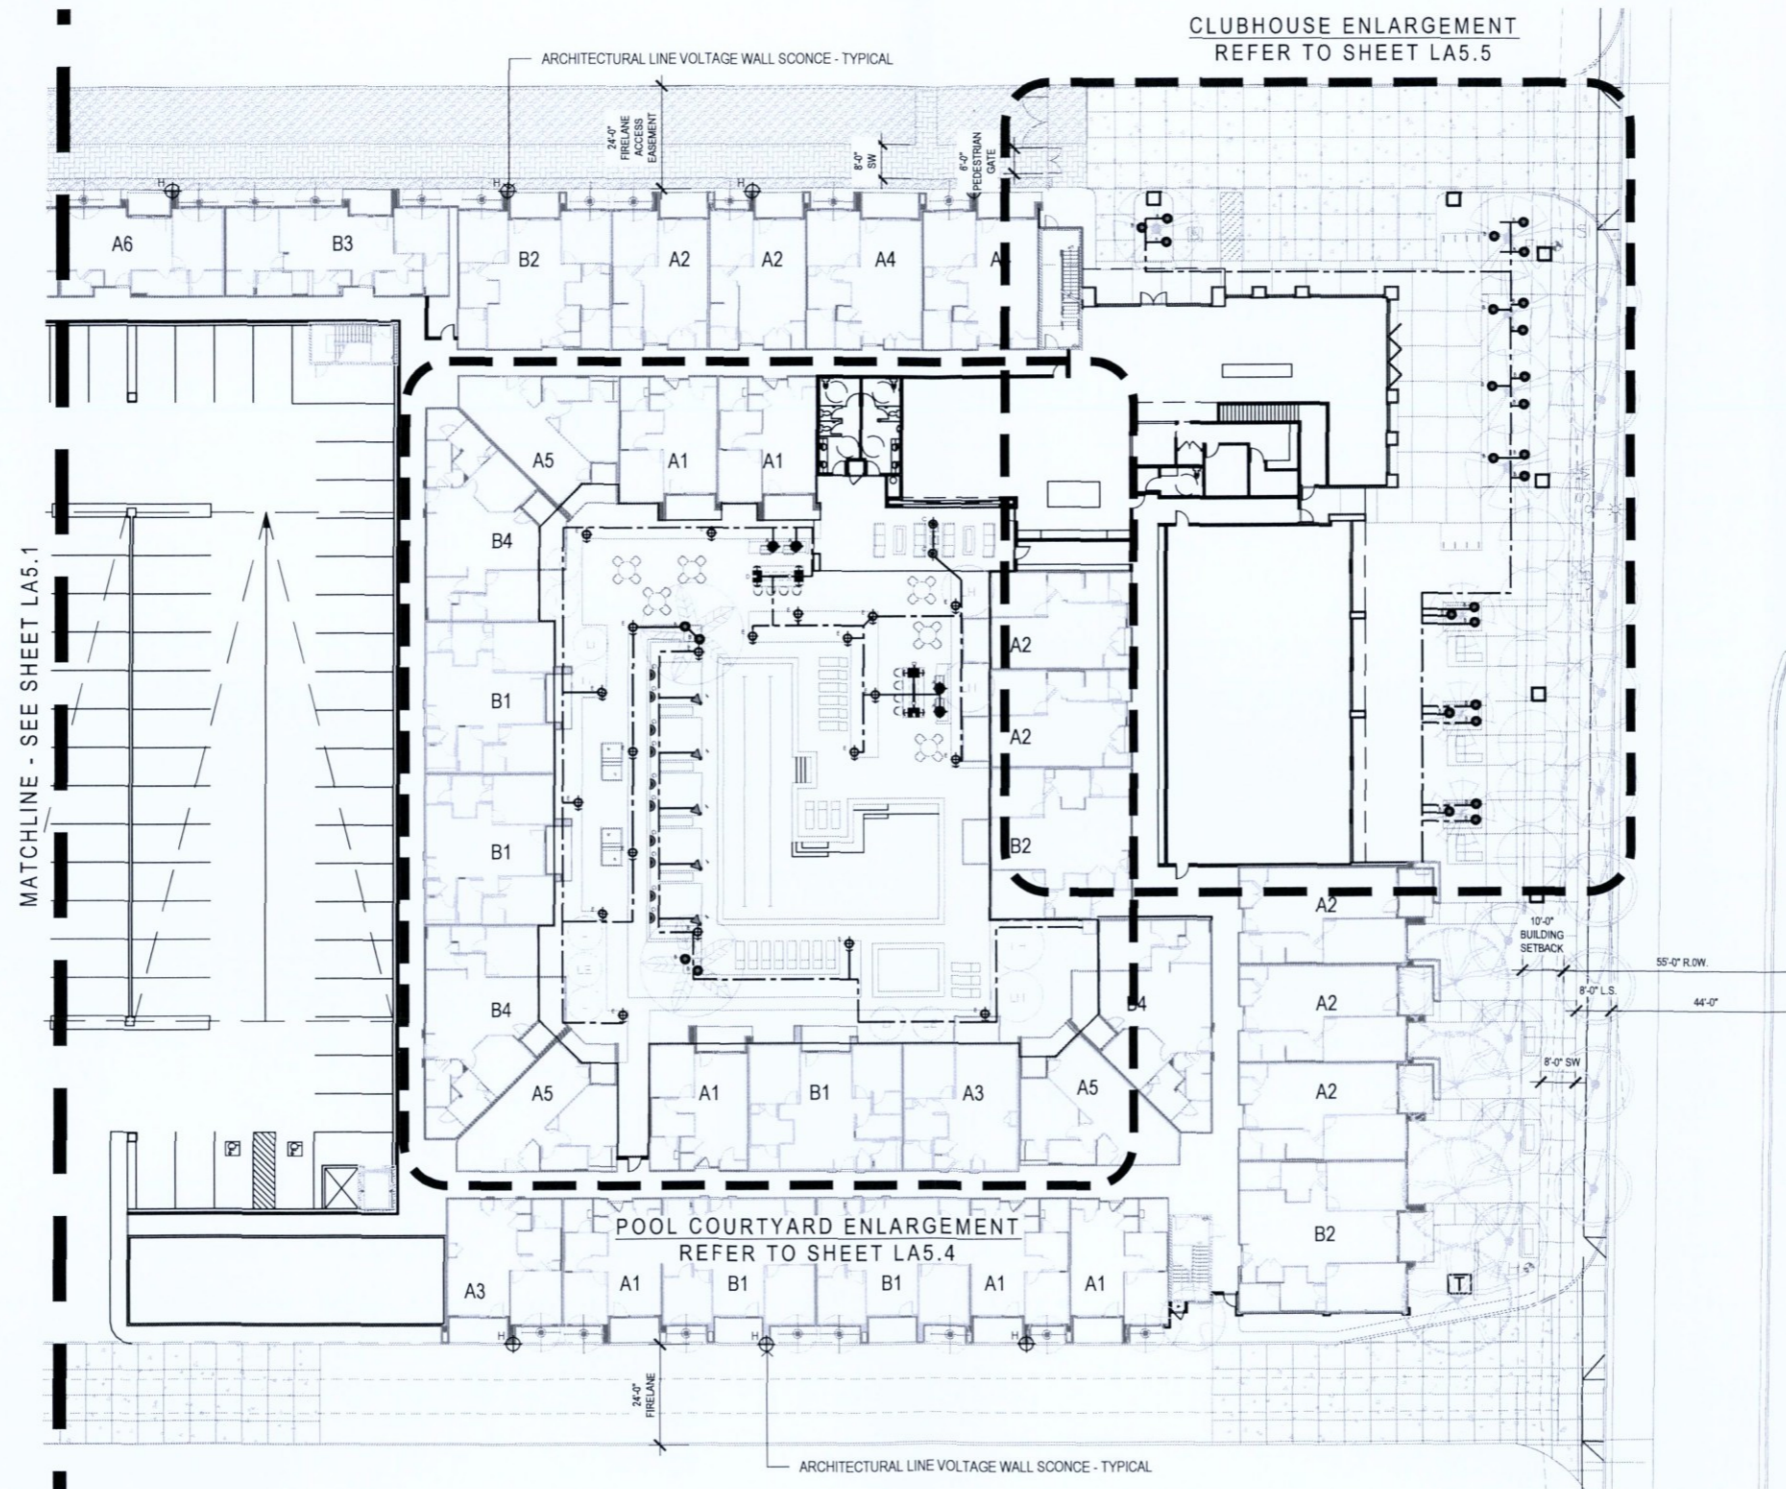 CLUBHOUSE ENLARGEMENT
REFER TO SHEET LA5.5
ARCHITECTURAL LINE VOLTAGE WALL SCONCE - TYPICAL
24'-0"
FIRELANE
ACCESS
EASEMENT
8'-0"
SW
6'-0"
PEDESTRIAN
GATE
H
H
H
A6
B3
B2
A2
A2
A4
MATCHLINE - SEE SHEET LA5.1
A5
A1
A1
B4
B1
B1
B4
A5
A2
A2
B2
A1
B1
A3
A5
A2
A2
A2
B2
10'-0"
BUILDING
SETBACK
55'-0" R.O.W.
8'-0" L.S.
44'-0"
8'-0" SW
T
POOL COURTYARD ENLARGEMENT
REFER TO SHEET LA5.4
A3
A1
B1
B1
A1
A1
H
H
H
24'-0"
FIRELANE
ARCHITECTURAL LINE VOLTAGE WALL SCONCE - TYPICAL